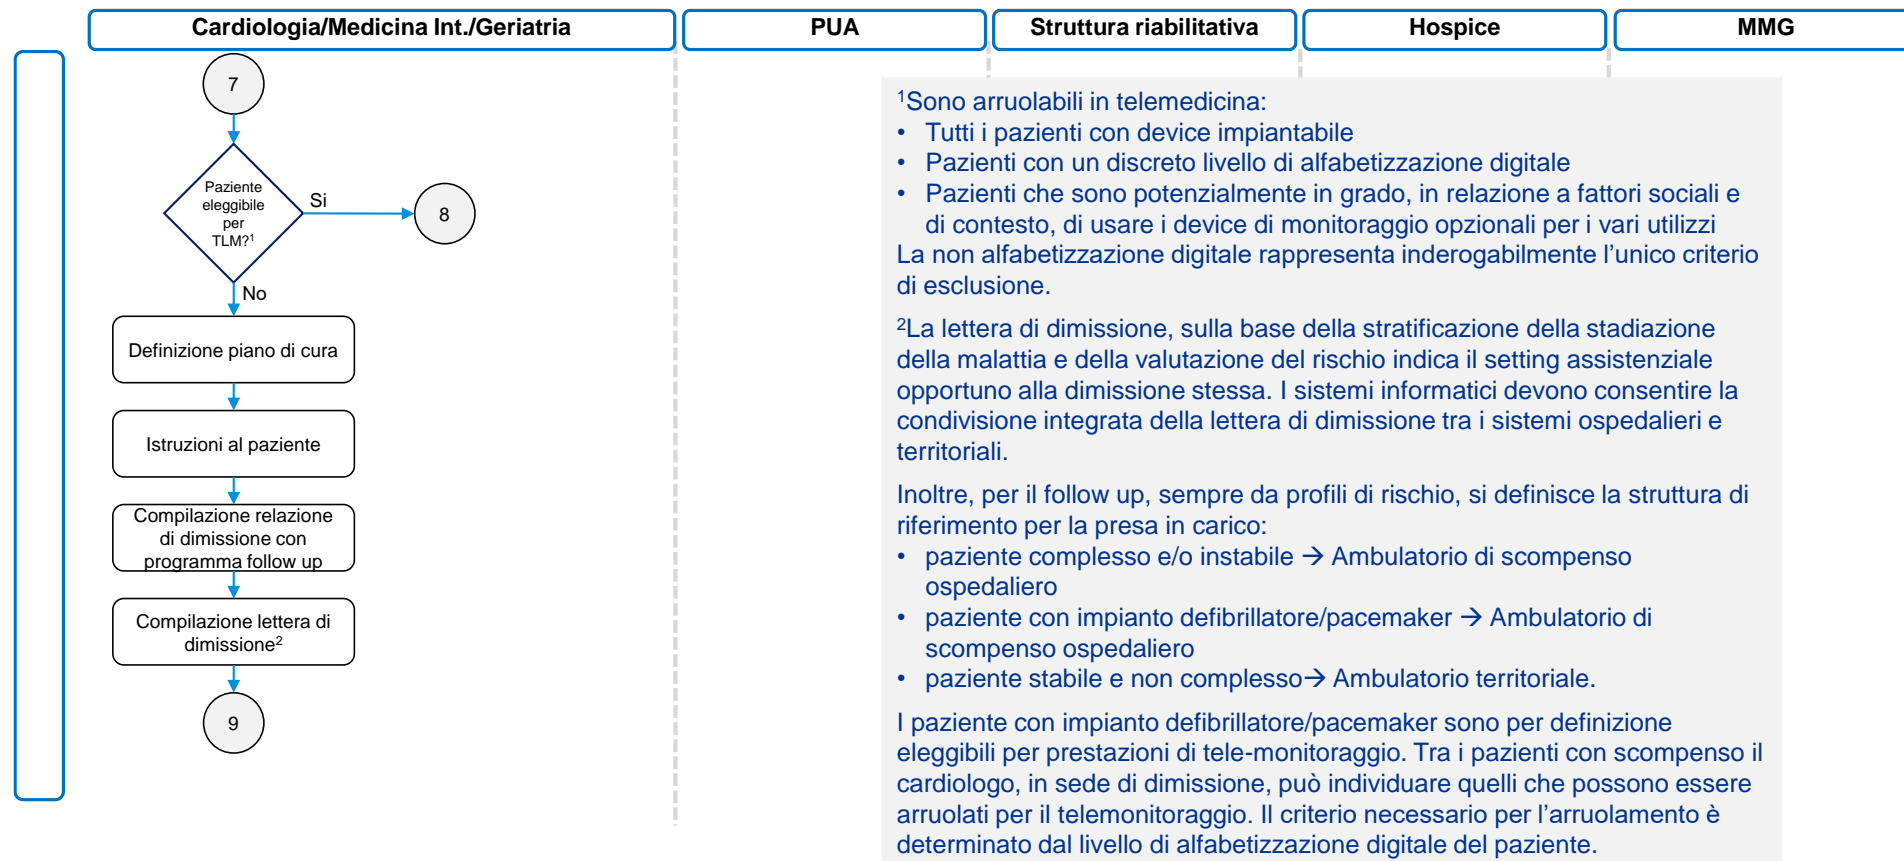 Cardiologia/Medicina Int./Geriatria
PUA
Struttura riabilitativa
Hospice
MMG
7
Paziente
eleggibile
per
TLM?¹
Si
8
No
Definizione piano di cura
Istruzioni al paziente
Compilazione relazione
di dimissione con
programma follow up
Compilazione lettera di
dimissione²
9
¹Sono arruolabili in telemedicina:
• Tutti i pazienti con device impiantabile
• Pazienti con un discreto livello di alfabetizzazione digitale
• Pazienti che sono potenzialmente in grado, in relazione a fattori sociali e
di contesto, di usare i device di monitoraggio opzionali per i vari utilizzi
La non alfabetizzazione digitale rappresenta inderogabilmente l’unico criterio
di esclusione.
²La lettera di dimissione, sulla base della stratificazione della stadiazione
della malattia e della valutazione del rischio indica il setting assistenziale
opportuno alla dimissione stessa. I sistemi informatici devono consentire la
condivisione integrata della lettera di dimissione tra i sistemi ospedalieri e
territoriali.
Inoltre, per il follow up, sempre da profili di rischio, si definisce la struttura di
riferimento per la presa in carico:
• paziente complesso e/o instabile → Ambulatorio di scompenso
ospedaliero
• paziente con impianto defibrillatore/pacemaker → Ambulatorio di
scompenso ospedaliero
• paziente stabile e non complesso→ Ambulatorio territoriale.
I paziente con impianto defibrillatore/pacemaker sono per definizione
eleggibili per prestazioni di tele-monitoraggio. Tra i pazienti con scompenso il
cardiologo, in sede di dimissione, può individuare quelli che possono essere
arruolati per il telemonitoraggio. Il criterio necessario per l’arruolamento è
determinato dal livello di alfabetizzazione digitale del paziente.